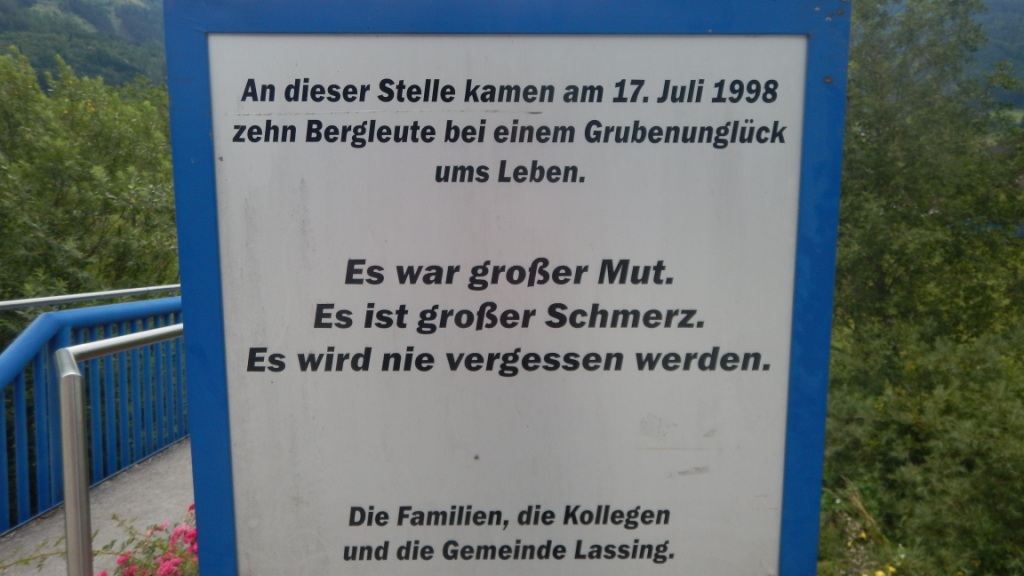 An dieser Stelle kamen am 17. Juli 1998
zehn Bergleute bei einem Grubenunglück
ums Leben.
Es war großer Mut.
Es ist großer Schmerz.
Es wird nie vergessen werden.
Die Familien, die Kollegen
und die Gemeinde Lassing.